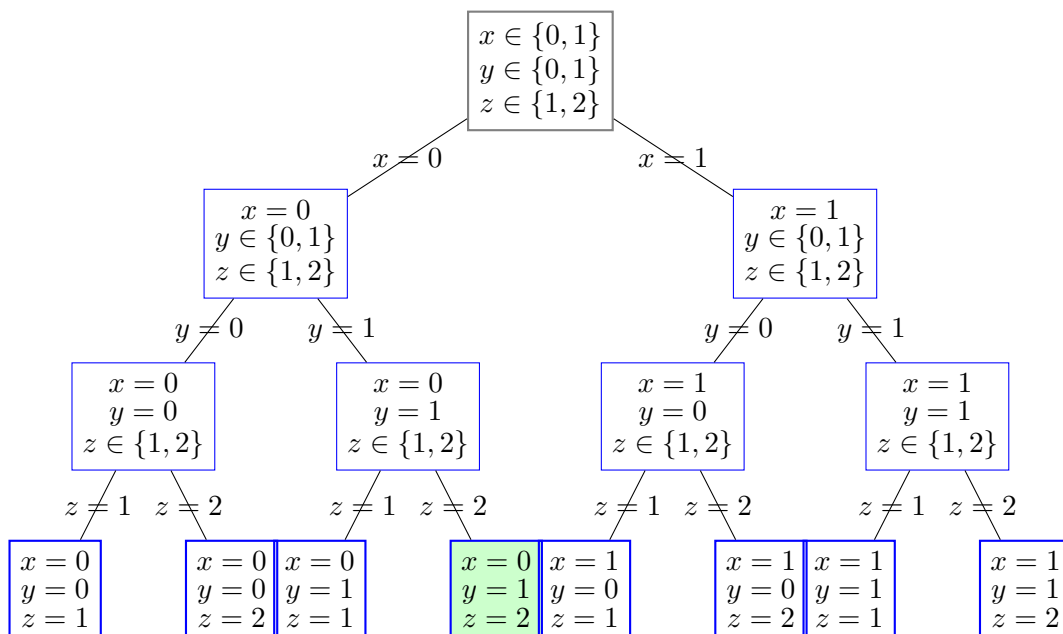 x ∈ {0, 1}
y ∈ {0, 1}
z ∈ {1, 2}
x = 0
x = 1
x = 0
y ∈ {0, 1}
z ∈ {1, 2}
x = 1
y ∈ {0, 1}
z ∈ {1, 2}
y = 0
y = 1
y = 0
y = 1
x = 0
y = 0
z ∈ {1, 2}
x = 0
y = 1
z ∈ {1, 2}
x = 1
y = 0
z ∈ {1, 2}
x = 1
y = 1
z ∈ {1, 2}
z = 1
z = 2
z = 1
z = 2
z = 1
z = 2
z = 1
z = 2
x = 0
y = 0
z = 1
x = 0
y = 0
z = 2
x = 0
y = 1
z = 1
x = 0
y = 1
z = 2
x = 1
y = 0
z = 1
x = 1
y = 0
z = 2
x = 1
y = 1
z = 1
x = 1
y = 1
z = 2